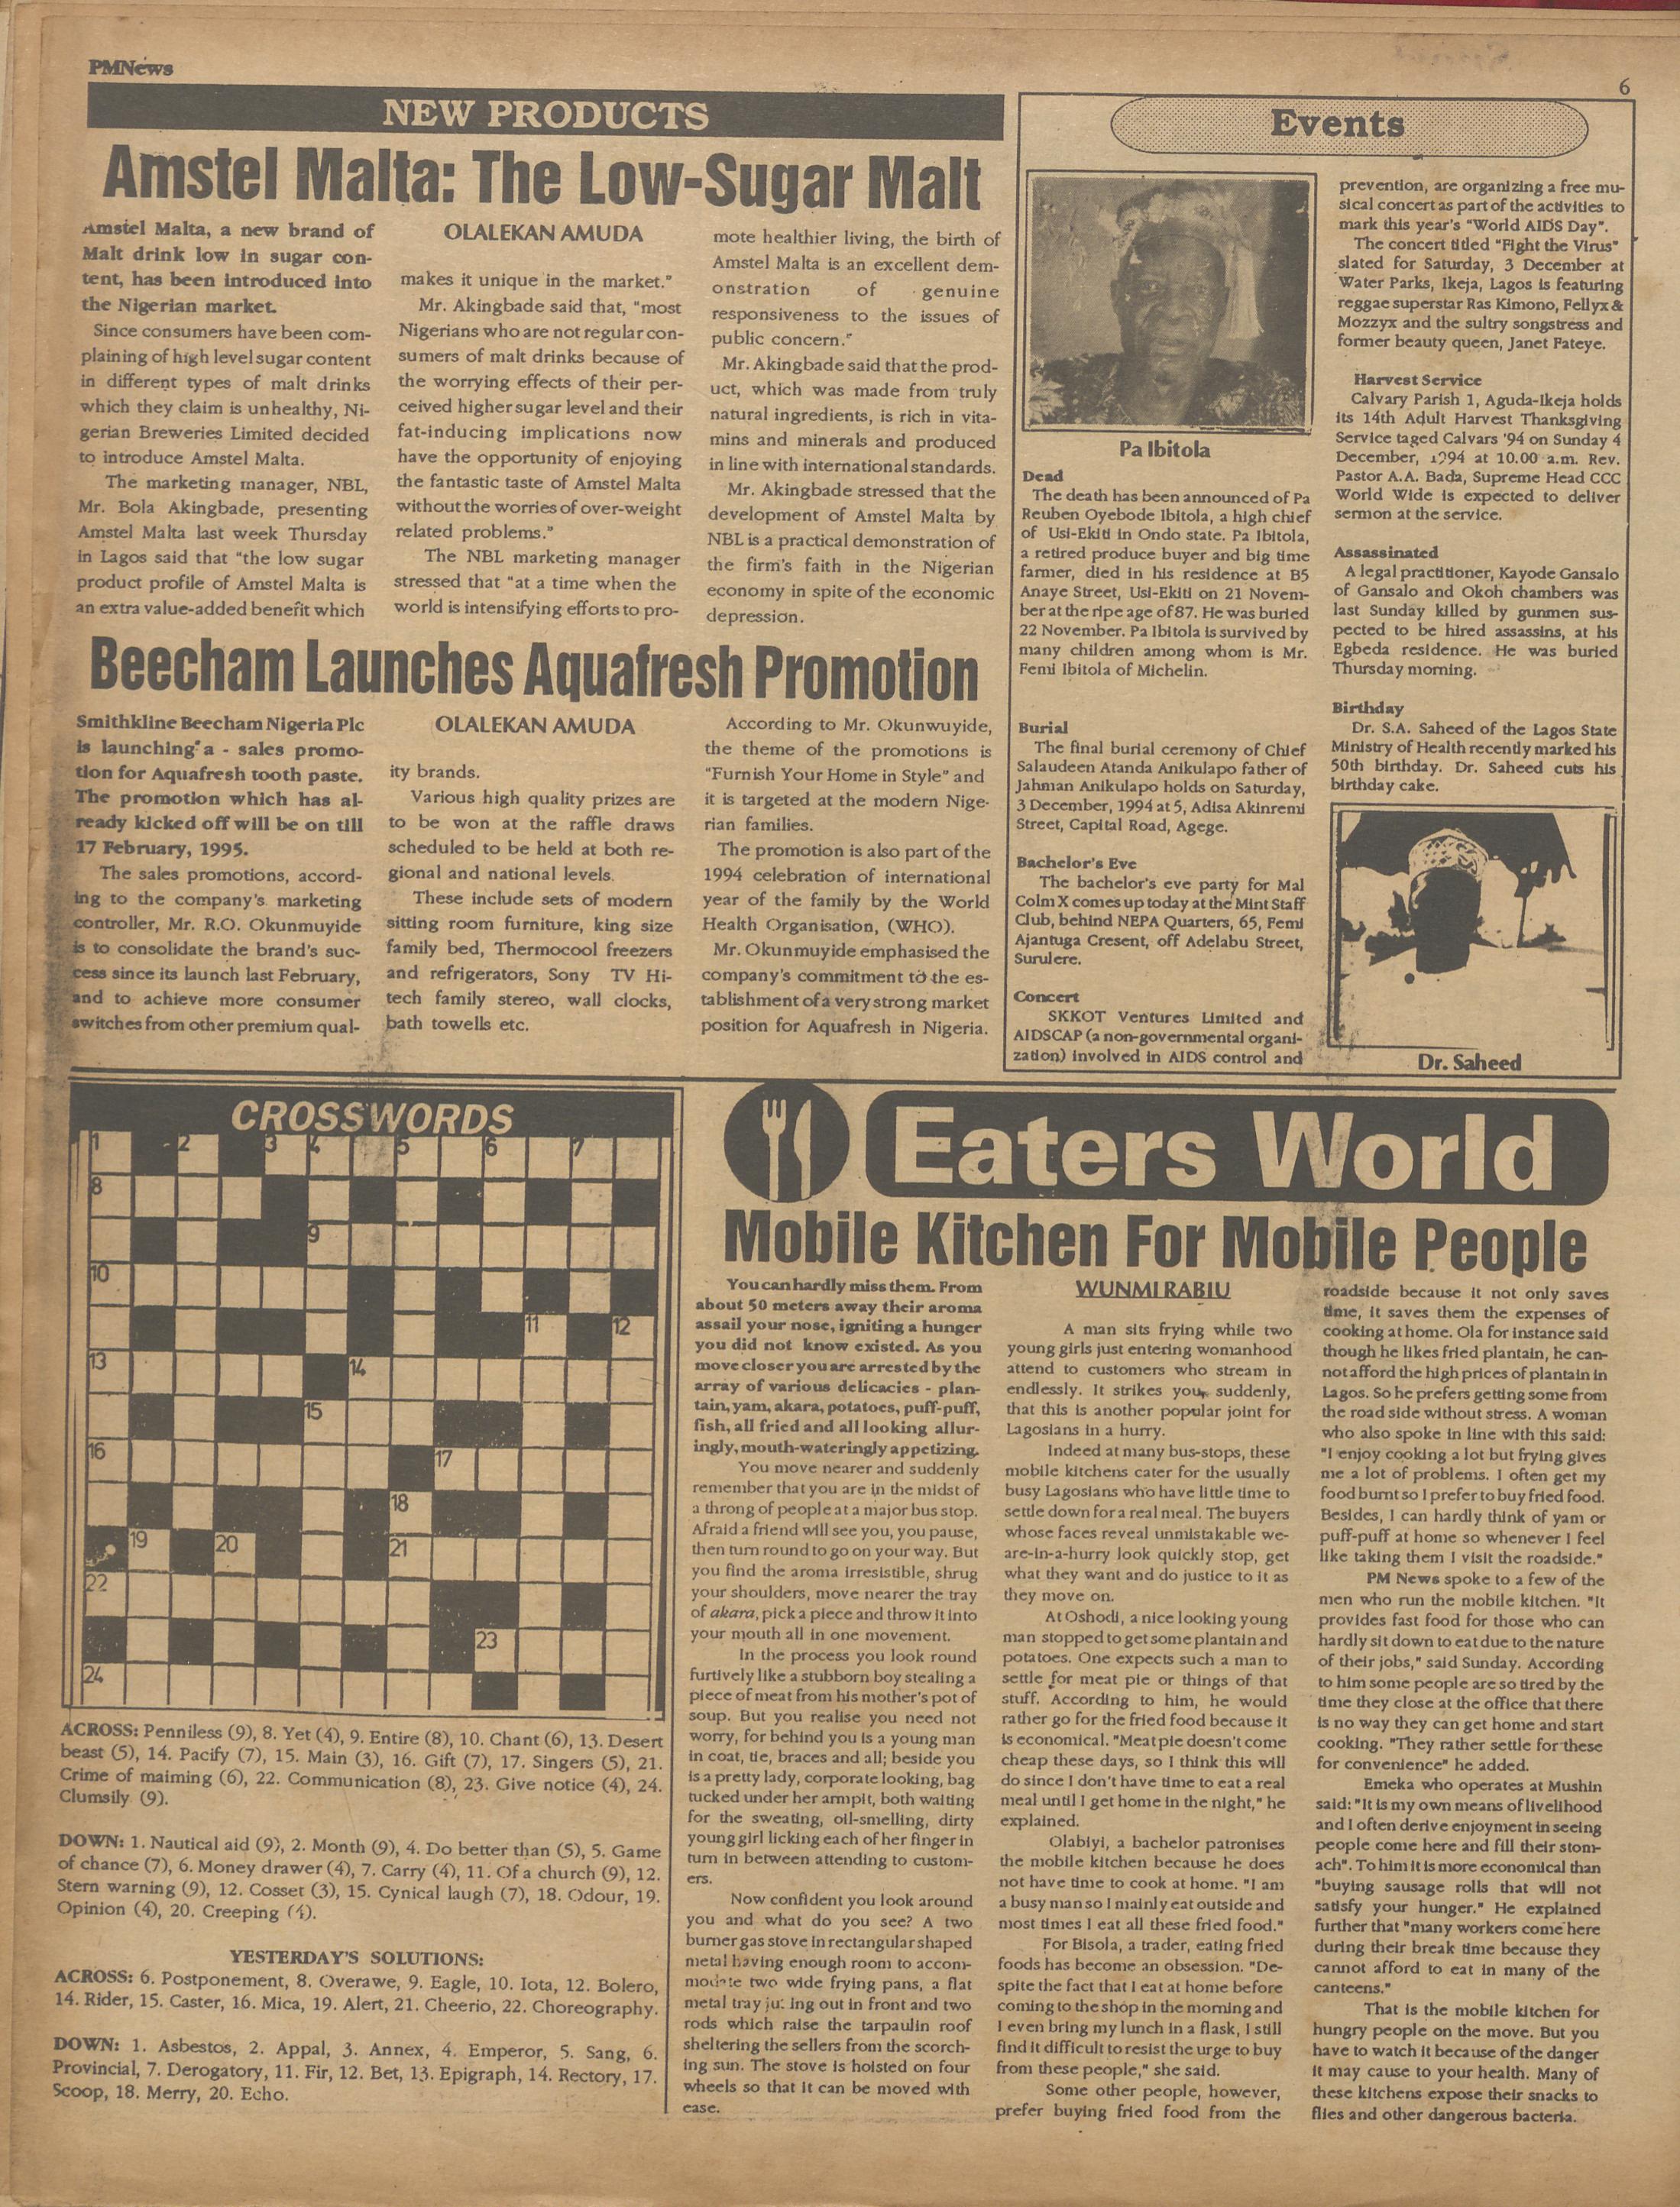 PMNews
6
NEW PRODUCTS
Amstel Malta: The Low-Sugar Malt
Amstel Malta, a new brand of
Malt drink low in sugar con-
tent, has been introduced into
the Nigerian market.
Since consumers have been com-
plaining of high level sugar content
in different types of malt drinks
which they claim is unhealthy, Ni-
gerian Breweries Limited decided
to introduce Amstel Malta.
The marketing manager, NBL,
Mr. Bola Akingbade, presenting
Amstel Malta last week Thursday
in Lagos said that "the low sugar
product profile of Amstel Malta is
an extra value-added benefit which
OLALEKAN AMUDA
makes it unique in the market."
Mr. Akingbade said that, "most
Nigerians who are not regular con-
sumers of malt drinks because of
the worrying effects of their per-
ceived higher sugar level and their
fat-inducing implications now
have the opportunity of enjoying
the fantastic taste of Amstel Malta
without the worries of over-weight
related problems."
The NBL marketing manager
stressed that "at a time when the
world is intensifying efforts to pro-
mote healthier living, the birth of
Amstel Malta is an excellent dem-
onstration of genuine
responsiveness to the issues of
public concern."
Mr. Akingbade said that the prod-
uct, which was made from truly
natural ingredients, is rich in vita-
mins and minerals and produced
in line with international standards.
Mr. Akingbade stressed that the
development of Amstel Malta by
NBL is a practical demonstration of
the firm's faith in the Nigerian
economy in spite of the economic
depression.
Beecham Launches Aquafresh Promotion
Smithkline Beecham Nigeria Plc
is launching a - sales promo-
tion for Aquafresh tooth paste.
The promotion which has al-
ready kicked off will be on till
17 February, 1995.
The sales promotions, accord-
ing to the company's marketing
controller, Mr. R.O. Okunmuyide
is to consolidate the brand's suc-
cess since its launch last February,
and to achieve more consumer
switches from other premium qual-
OLALEKAN AMUDA
ity brands.
Various high quality prizes are
to be won at the raffle draws
scheduled to be held at both re-
gional and national levels.
These include sets of modern
sitting room furniture, king size
family bed, Thermocool freezers
and refrigerators, Sony TV Hi-
tech family stereo, wall clocks,
bath towells etc.
According to Mr. Okunwuyide,
the theme of the promotions is
"Furnish Your Home in Style" and
it is targeted at the modern Nige-
rian families.
The promotion is also part of the
1994 celebration of international
year of the family by the World
Health Organisation, (WHO).
Mr. Okunmuyide emphasised the
company's commitment to the es-
tablishment of a very strong market
position for Aquafresh in Nigeria.
Events
Pa Ibitola
Dead
The death has been announced of Pa
Reuben Oyebode Ibitola, a high chief
of Usi-Ekiti in Ondo state. Pa Ibitola,
a retired produce buyer and big time
farmer, died in his residence at B5
Anaye Street, Usi-Ekiti on 21 Novem-
ber at the ripe age of 87. He was buried
22 November. Pa Ibitola is survived by
many children among whom is Mr.
Femi Ibitola of Michelin.
Burial
The final burial ceremony of Chief
Salaudeen Atanda Anikulapo father of
Jahman Anikulapo holds on Saturday,
3 December, 1994 at 5, Adisa Akinremi
Street, Capital Road, Agege.
Bachelor's Eve
The bachelor's eve party for Mal
Colm X comes up today at the Mint Staff
Club, behind NEPA Quarters, 65, Femi
Ajantuga Cresent, off Adelabu Street,
Surulere.
Concert
SKKOT Ventures Limited and
AIDSCAP (a non-governmental organi-
zation) involved in AIDS control and
prevention, are organizing a free mu-
sical concert as part of the activities to
mark this year's "World AIDS Day".
The concert titled "Fight the Virus"
slated for Saturday, 3 December at
Water Parks, Ikeja, Lagos is featuring
reggae superstar Ras Kimono, Fellyx &
Mozzyx and the sultry songstress and
former beauty queen, Janet Fateye.
Harvest Service
Calvary Parish 1, Aguda-Ikeja holds
its 14th Adult Harvest Thanksgiving
Service taged Calvars '94 on Sunday 4
December, 1994 at 10.00 a.m. Rev.
Pastor A.A. Bada, Supreme Head CCC
World Wide is expected to deliver
sermon at the service.
Assassinated
A legal practitioner, Kayode Gansalo
of Gansalo and Okoh chambers was
last Sunday killed by gunmen sus-
pected to be hired assassins, at his
Egbeda residence. He was buried
Thursday morning.
Birthday
Dr. S.A. Saheed of the Lagos State
Ministry of Health recently marked his
50th birthday. Dr. Saheed cuts his
birthday cake.
Dr. Saheed
CROSSWORDS
1 2 3 4 5 6 7
8
9
10
11 12
13 14
15
16 17
18
19 20 21
22
23
24
ACROSS: Penniless (9), 8. Yet (4), 9. Entire (8), 10. Chant (6), 13. Desert
beast (5), 14. Pacify (7), 15. Main (3), 16. Gift (7), 17. Singers (5), 21.
Crime of maiming (6), 22. Communication (8), 23. Give notice (4), 24.
Clumsily (9).
DOWN: 1. Nautical aid (9), 2. Month (9), 4. Do better than (5), 5. Game
of chance (7), 6. Money drawer (4), 7. Carry (4), 11. Of a church (9), 12.
Stern warning (9), 12. Cosset (3), 15. Cynical laugh (7), 18. Odour, 19.
Opinion (4), 20. Creeping (4).
YESTERDAY'S SOLUTIONS:
ACROSS: 6. Postponement, 8. Overawe, 9. Eagle, 10. Iota, 12. Bolero,
14. Rider, 15. Caster, 16. Mica, 19. Alert, 21. Cheerio, 22. Choreography.
DOWN: 1. Asbestos, 2. Appal, 3. Annex, 4. Emperor, 5. Sang, 6.
Provincial, 7. Derogatory, 11. Fir, 12. Bet, 13. Epigraph, 14. Rectory, 17.
Scoop, 18. Merry, 20. Echo.
Eaters World
Mobile Kitchen For Mobile People
You can hardly miss them. From
about 50 meters away their aroma
assail your nose, igniting a hunger
you did not know existed. As you
move closer you are arrested by the
array of various delicacies - plan-
tain, yam, akara, potatoes, puff-puff,
fish, all fried and all looking allur-
ingly, mouth-wateringly appetizing.
You move nearer and suddenly
remember that you are in the midst of
a throng of people at a major bus stop.
Afraid a friend will see you, you pause,
then turn round to go on your way. But
you find the aroma irresistible, shrug
your shoulders, move nearer the tray
of akara, pick a piece and throw it into
your mouth all in one movement.
In the process you look round
furtively like a stubborn boy stealing a
piece of meat from his mother's pot of
soup. But you realise you need not
worry, for behind you is a young man
in coat, tie, braces and all; beside you
is a pretty lady, corporate looking, bag
tucked under her armpit, both waiting
for the sweating, oil-smelling, dirty
young girl licking each of her finger in
turn in between attending to custom-
ers.
Now confident you look around
you and what do you see? A two
burner gas stove in rectangular shaped
metal having enough room to accom-
modate two wide frying pans, a flat
metal tray ju ing out in front and two
rods which raise the tarpaulin roof
sheltering the sellers from the scorch-
ing sun. The stove is hoisted on four
wheels so that it can be moved with
ease.
WUNMI RABIU
A man sits frying while two
young girls just entering womanhood
attend to customers who stream in
endlessly. It strikes you, suddenly,
that this is another popular joint for
Lagosians in a hurry.
Indeed at many bus-stops, these
mobile kitchens cater for the usually
busy Lagosians who have little time to
settle down for a real meal. The buyers
whose faces reveal unmistakable we-
are-in-a-hurry look quickly stop, get
what they want and do justice to it as
they move on.
At Oshodi, a nice looking young
man stopped to get some plantain and
potatoes. One expects such a man to
settle for meat pie or things of that
stuff. According to him, he would
rather go for the fried food because it
is economical. "Meat pie doesn't come
cheap these days, so I think this will
do since I don't have time to eat a real
meal until I get home in the night," he
explained.
Olabiyi, a bachelor patronises
the mobile kitchen because he does
not have time to cook at home. "I am
a busy man so I mainly eat outside and
most times I eat all these fried food."
For Bisola, a trader, eating fried
foods has become an obsession. "De-
spite the fact that I eat at home before
coming to the shop in the morning and
I even bring my lunch in a flask, I still
find it difficult to resist the urge to buy
from these people," she said.
Some other people, however,
prefer buying fried food from the
roadside because it not only saves
time, it saves them the expenses of
cooking at home. Ola for instance said
though he likes fried plantain, he can-
not afford the high prices of plantain in
Lagos. So he prefers getting some from
the road side without stress. A woman
who also spoke in line with this said:
"I enjoy cooking a lot but frying gives
me a lot of problems. I often get my
food burnt so I prefer to buy fried food.
Besides, I can hardly think of yam or
puff-puff at home so whenever I feel
like taking them I visit the roadside."
PM News spoke to a few of the
men who run the mobile kitchen. "It
provides fast food for those who can
hardly sit down to eat due to the nature
of their jobs," said Sunday. According
to him some people are so tired by the
time they close at the office that there
is no way they can get home and start
cooking. "They rather settle for these
for convenience" he added.
Emeka who operates at Mushin
said: "It is my own means of livelihood
and I often derive enjoyment in seeing
people come here and fill their stom-
ach". To him it is more economical than
"buying sausage rolls that will not
satisfy your hunger." He explained
further that "many workers come here
during their break time because they
cannot afford to eat in many of the
canteens."
That is the mobile kitchen for
hungry people on the move. But you
have to watch it because of the danger
it may cause to your health. Many of
these kitchens expose their snacks to
flies and other dangerous bacteria.